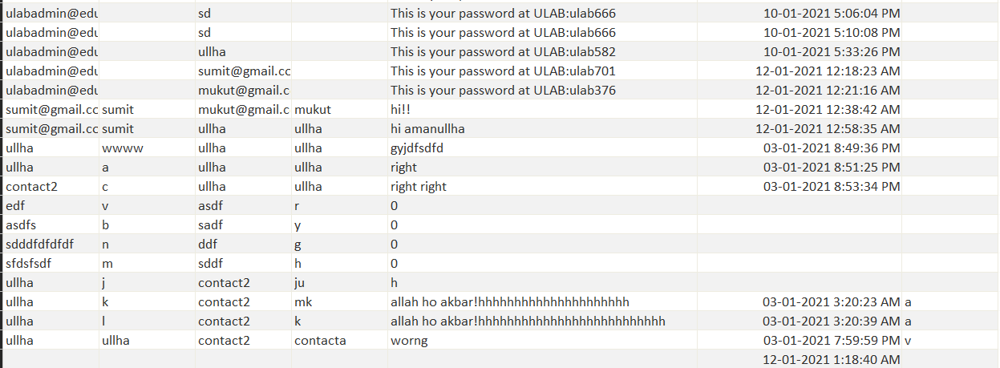 ulabadmin@edu sd This is your password at ULAB:ulab666 10-01-2021 5:06:04 PM
ulabadmin@edu sd This is your password at ULAB:ulab666 10-01-2021 5:10:08 PM
ulabadmin@edu ullha This is your password at ULAB:ulab582 10-01-2021 5:33:26 PM
ulabadmin@edu sumit@gmail.cc This is your password at ULAB:ulab701 12-01-2021 12:18:23 AM
ulabadmin@edu mukut@gmail.c This is your password at ULAB:ulab376 12-01-2021 12:21:16 AM
sumit@gmail.cc sumit mukut@gmail.c mukut hi!! 12-01-2021 12:38:42 AM
sumit@gmail.cc sumit ullha ullha hi amanullha 12-01-2021 12:58:35 AM
ullha wwww ullha ullha gyjdfsdfd 03-01-2021 8:49:36 PM
ullha a ullha ullha right 03-01-2021 8:51:25 PM
contact2 c ullha ullha right right 03-01-2021 8:53:34 PM
edf v asdf r 0
asdfs b sadf y 0
sdddfdfdfdf n ddf g 0
sfdsfsdf m sddf h 0
ullha j contact2 ju h
ullha k contact2 mk allah ho akbar!hhhhhhhhhhhhhhhhhhhhh 03-01-2021 3:20:23 AM a
ullha l contact2 k allah ho akbar!hhhhhhhhhhhhhhhhhhhhhhhhhh 03-01-2021 3:20:39 AM a
ullha ullha contact2 contacta worng 03-01-2021 7:59:59 PM v
12-01-2021 1:18:40 AM